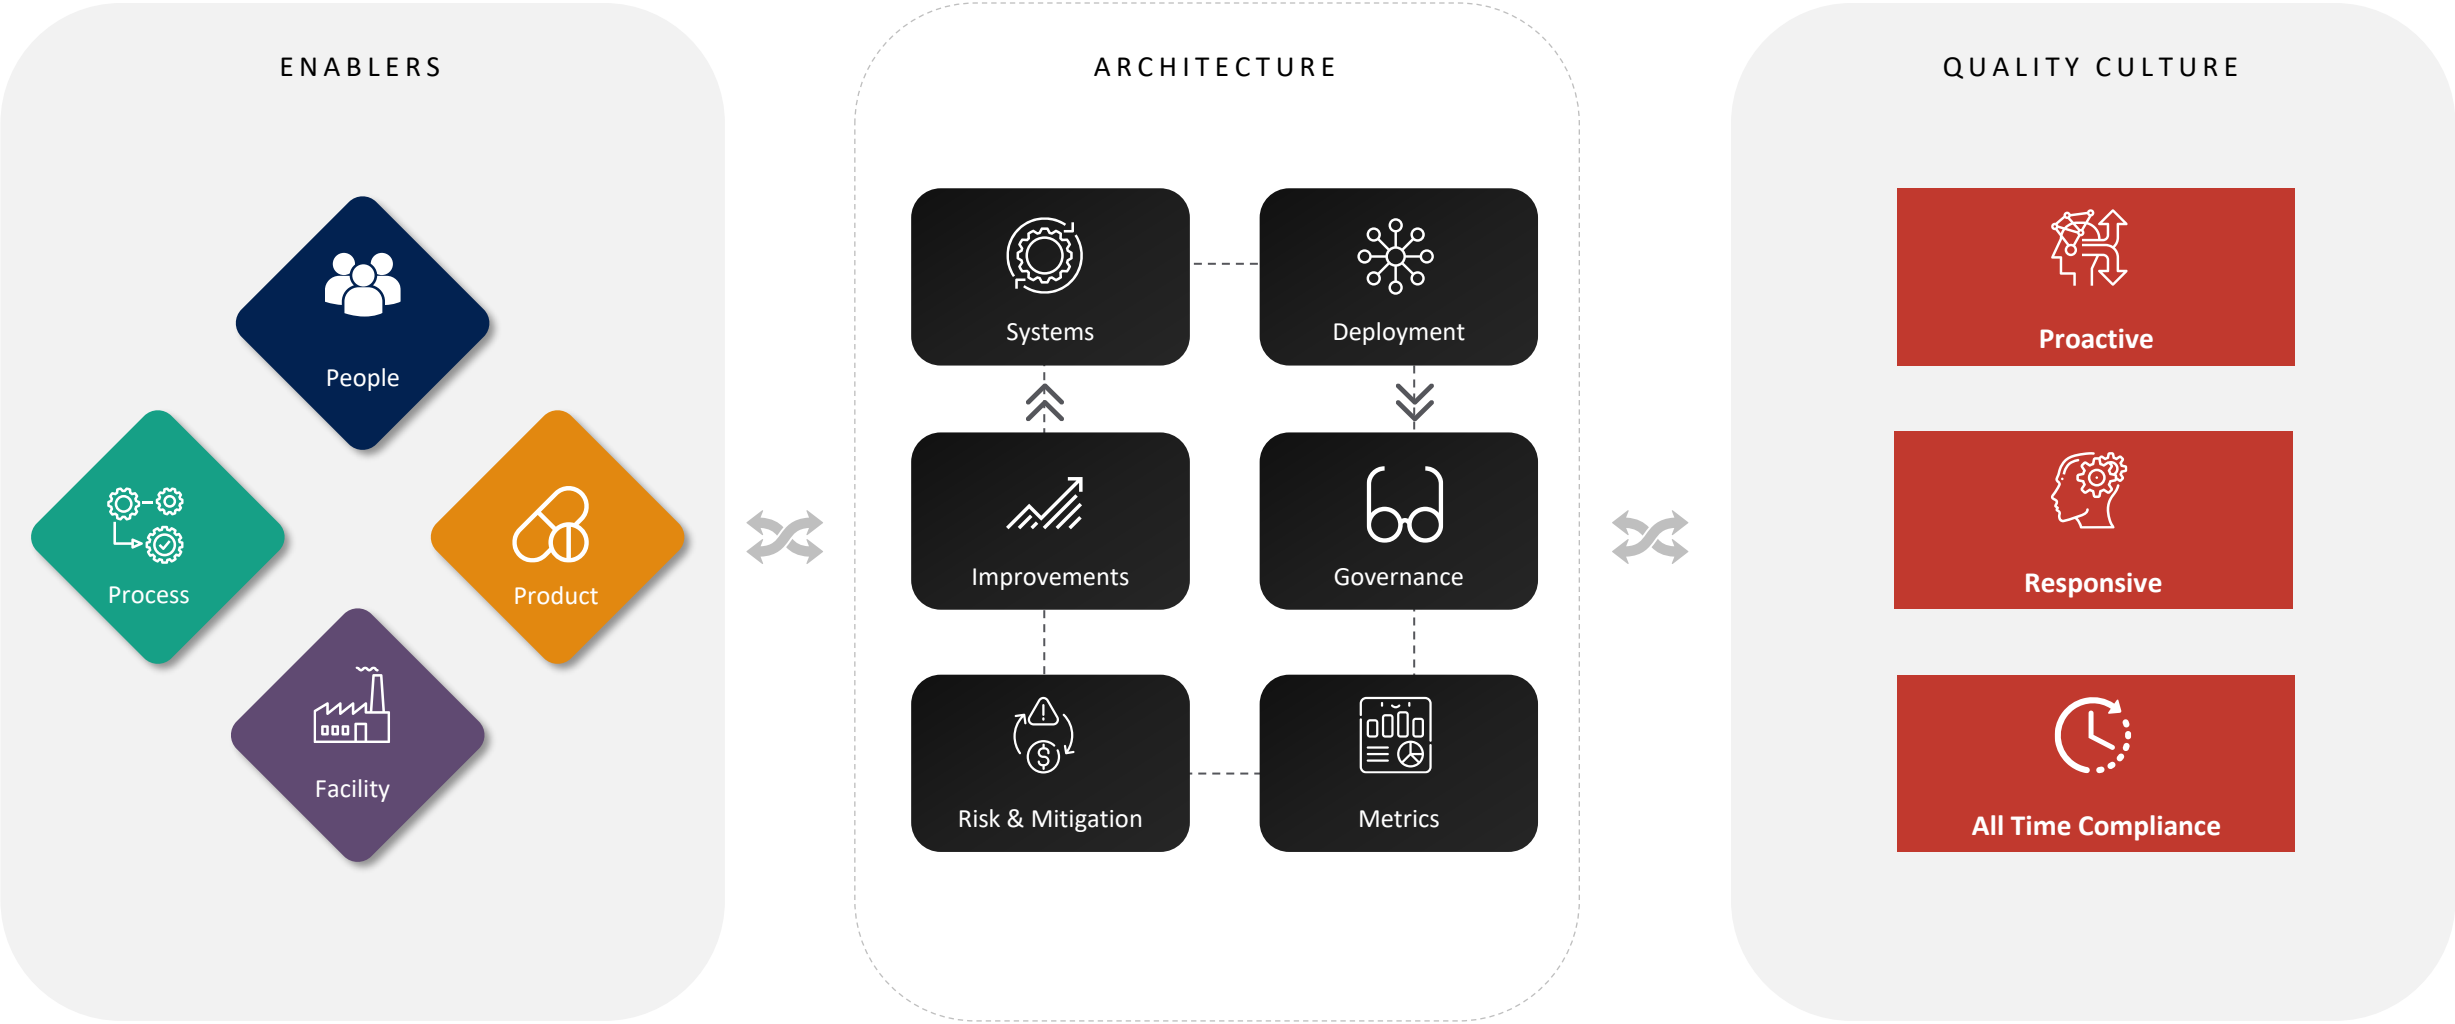 ENABLERS
People
Process
Product
Facility
ARCHITECTURE
Systems
Deployment
Improvements
Governance
Risk & Mitigation
$
Metrics
QUALITY CULTURE
Proactive
Responsive
All Time Compliance